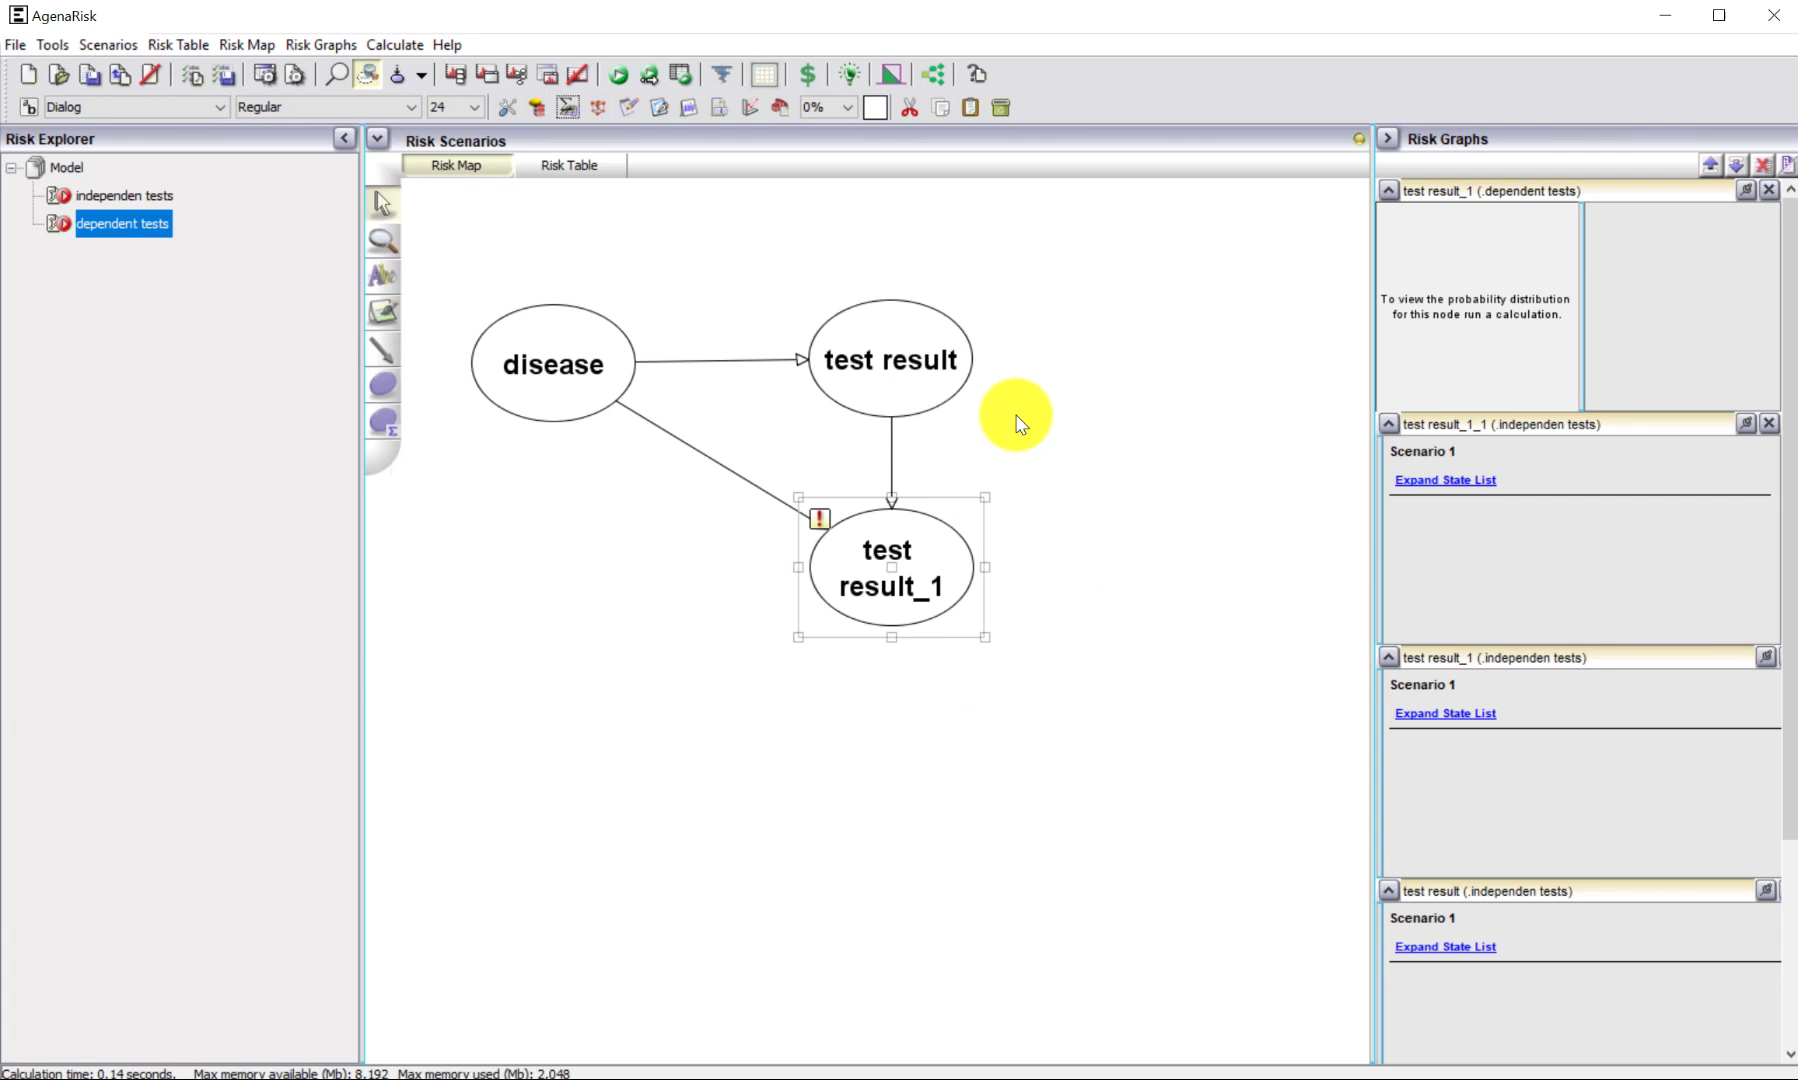 AgenaRisk
File Tools Scenarios Risk Table Risk Map Risk Graphs Calculate Help
Dialog Regular 24 0%
Risk Explorer
Model
independen tests
dependent tests
Risk Scenarios
Risk Map Risk Table
Abc
disease
test result
test
result_1
Risk Graphs
test result_1 (.dependent tests)
To view the probability distribution
for this node run a calculation.
test result_1_1 (.independen tests)
Scenario 1
Expand State List
test result_1 (.independen tests)
Scenario 1
Expand State List
test result (.independen tests)
Scenario 1
Expand State List
Calculation time: 0.14 seconds. Max memory available (Mb): 8,192 Max memory used (Mb): 2,048